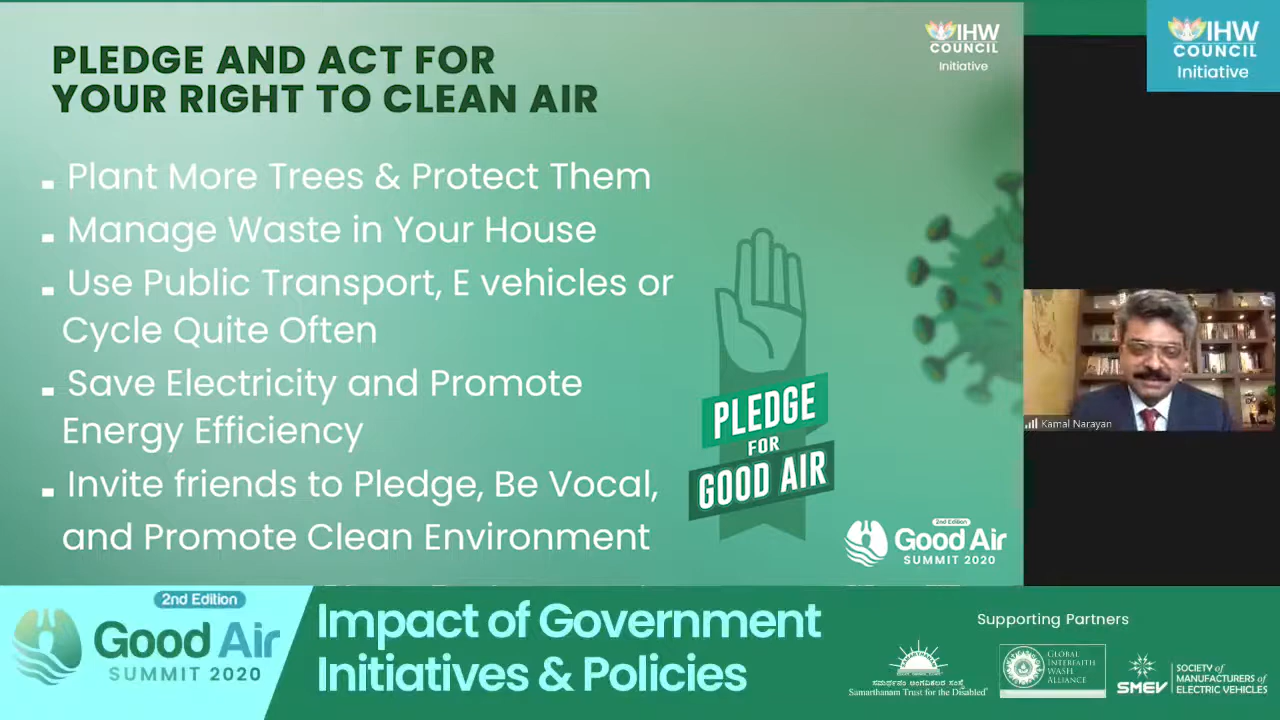 PLEDGE AND ACT FOR
YOUR RIGHT TO CLEAN AIR
Plant More Trees & Protect Them
Manage Waste in Your House
Use Public Transport, E vehicles or
Cycle Quite Often
Save Electricity and Promote
Energy Efficiency
Invite friends to Pledge, Be Vocal,
and Promote Clean Environment
IHW
COUNCIL
Initiative
PLEDGE
FOR
GOOD AIR
2nd Edition
Good Air
SUMMIT 2020
IHW
COUNCIL
Initiative
Kamal Narayan
2nd Edition
Good Air
SUMMIT 2020
Impact of Government
Initiatives & Policies
Supporting Partners
ಸಮರ್ಥನಂ ಅಂಗವಿಕಲರ ಸಂಸ್ಥೆ
Samarthanam Trust for the Disabled
GLOBAL
INTERFAITH
WASH
ALLIANCE
SMEV
SOCIETY of
MANUFACTURERS of
ELECTRIC VEHICLES